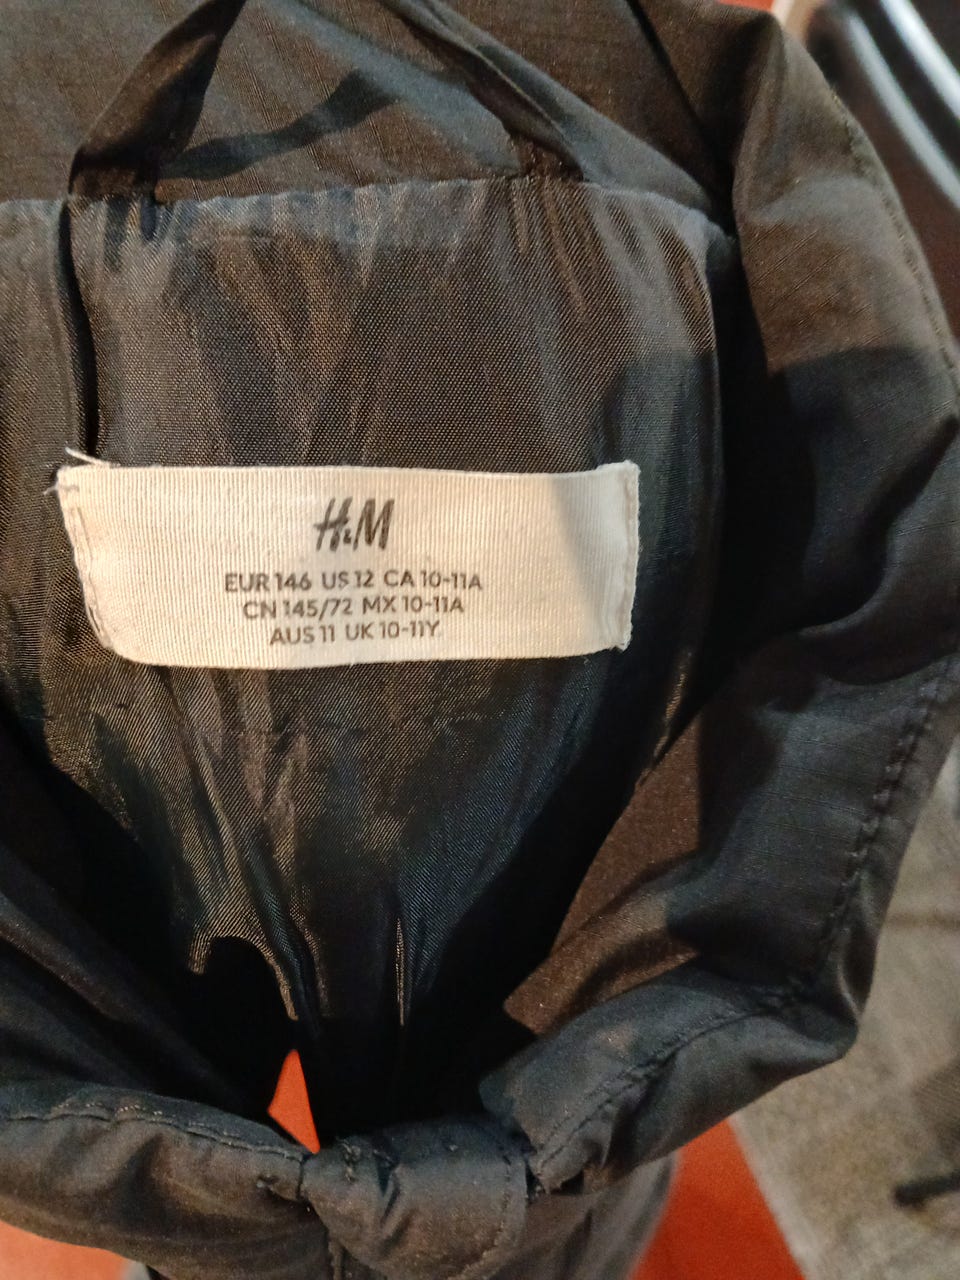 H&M
EUR 146 US 12 CA 10-11A
CN 145/72 MX 10-11A
AUS 11 UK 10-11Y